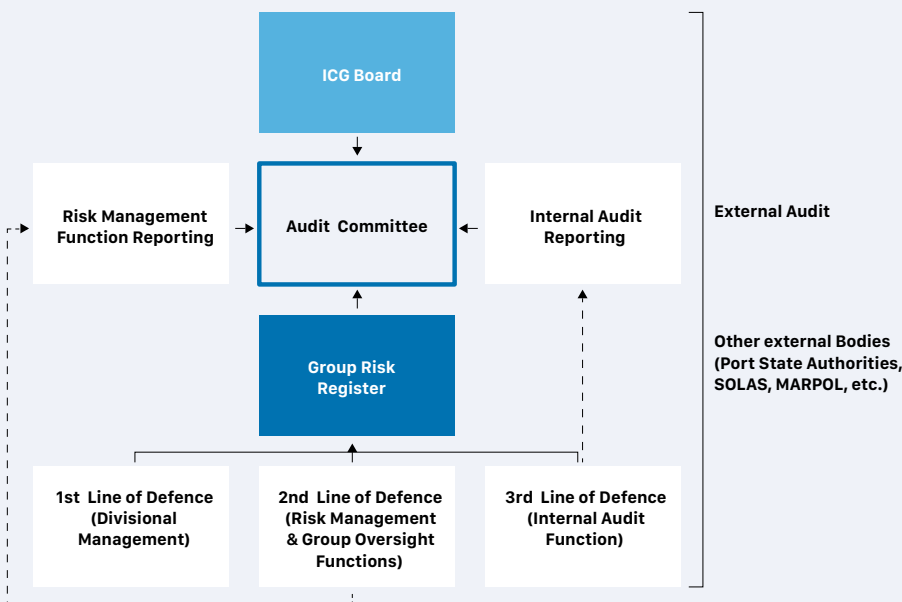 ICG Board
Risk Management
Function Reporting
Audit Committee
Internal Audit
Reporting
External Audit
Group Risk
Register
Other external Bodies
(Port State Authorities,
SOLAS, MARPOL, etc.)
1st Line of Defence
(Divisional
Management)
2nd Line of Defence
(Risk Management
& Group Oversight
Functions)
3rd Line of Defence
(Internal Audit
Function)